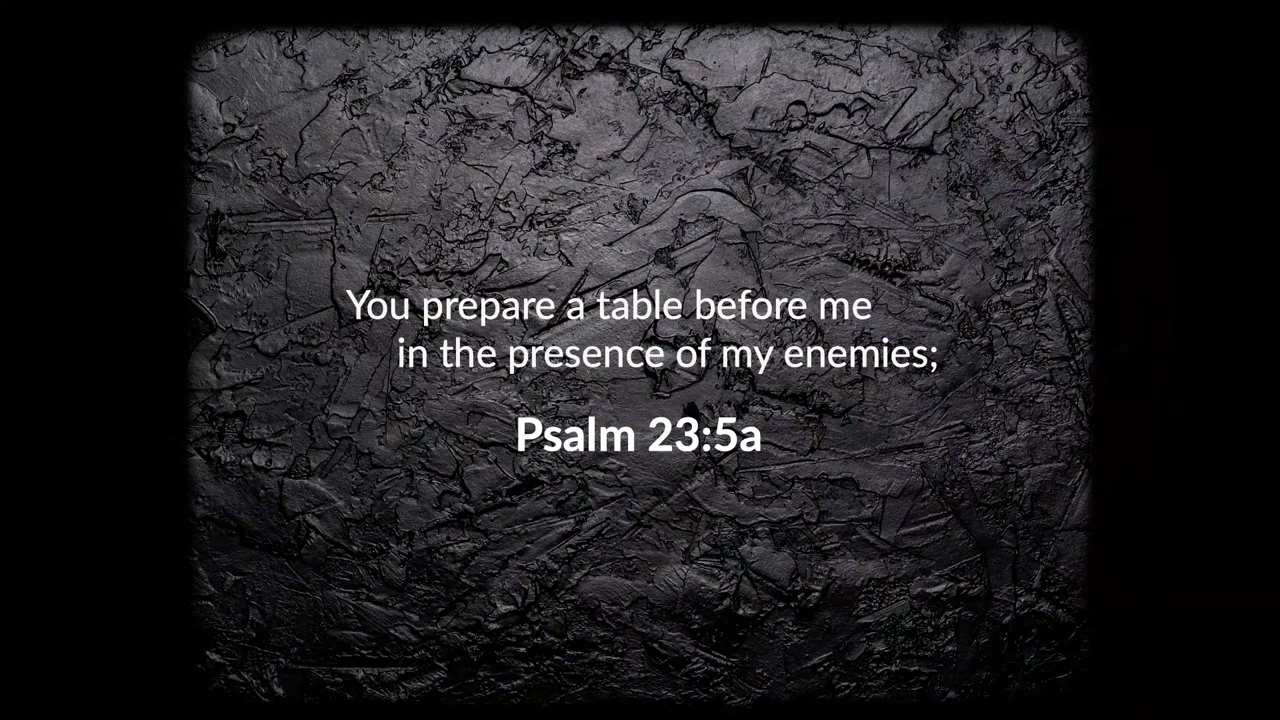 You prepare a table before me
in the presence of my enemies;
Psalm 23:5a